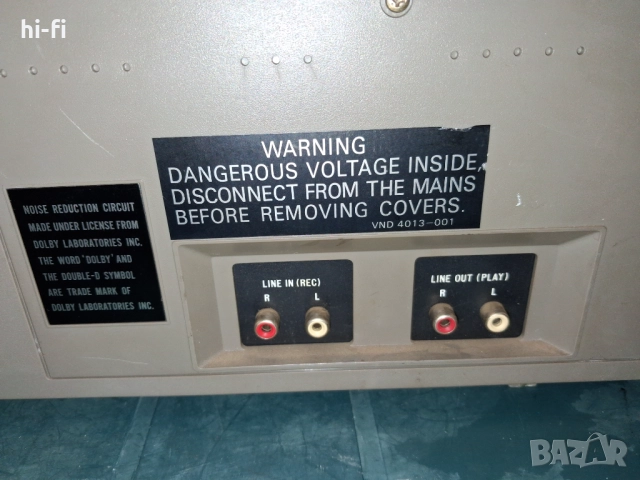 hi-fi
WARNING
DANGEROUS VOLTAGE INSIDE,
DISCONNECT FROM THE MAINS
BEFORE REMOVING COVERS.
VND 4013-001
NOISE REDUCTION CIRCUIT
MADE UNDER LICENSE FROM
DOLBY LABORATORIES INC.
THE WORD 'DOLBY' AND
THE DOUBLE-D SYMBOL
ARE TRADE MARK OF
DOLBY LABORATORIES INC.
LINE IN (REC)
R L
LINE OUT (PLAY)
R L
BAZAR